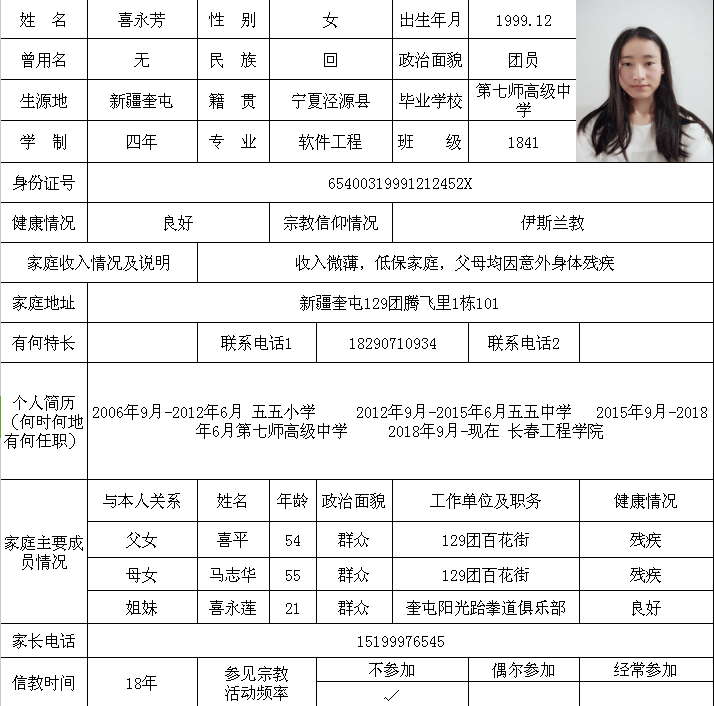 姓 名 喜永芳 性 别 女 出生年月 1999.12
曾用名 无 民 族 回 政治面貌 团员
生源地 新疆奎屯 籍 贯 宁夏泾源县 毕业学校 第七师高级中
学
学 制 四年 专 业 软件工程 班 级 1841
身份证号 65400319991212452X
健康情况 良好 宗教信仰情况 伊斯兰教
家庭收入情况及说明 收入微薄，低保家庭，父母均因意外身体残疾
家庭地址 新疆奎屯129团腾飞里1栋101
有何特长 联系电话1 18290710934 联系电话2
个人简历
（何时何地
有何任职）
2006年9月-2012年6月 五五小学 2012年9月-2015年6月五五中学 2015年9月-2018
年6月第七师高级中学 2018年9月-现在 长春工程学院
家庭主要成
员情况
与本人关系 姓名 年龄 政治面貌 工作单位及职务 健康情况
父女 喜平 54 群众 129团百花街 残疾
母女 马志华 55 群众 129团百花街 残疾
姐妹 喜永莲 21 群众 奎屯阳光跆拳道俱乐部 良好
家长电话 15199976545
信教时间 18年
参见宗教
活动频率
不参加 偶尔参加 经常参加
✓